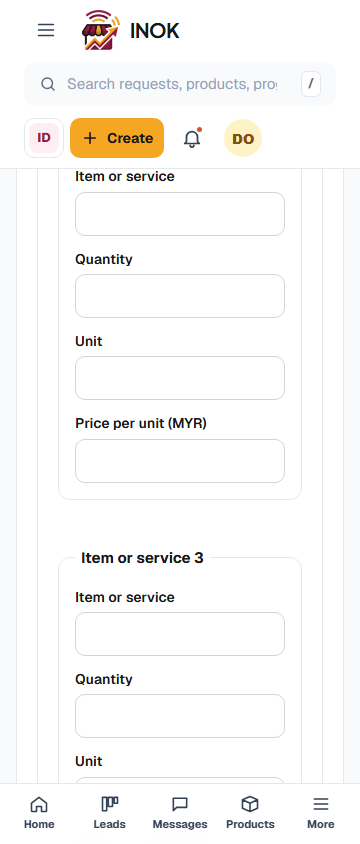 INOK
Search requests, products, pro
/
ID
+ Create
DO
Item or service
Quantity
Unit
Price per unit (MYR)
Item or service 3
Item or service
Quantity
Unit
Home
Leads
Messages
Products
More